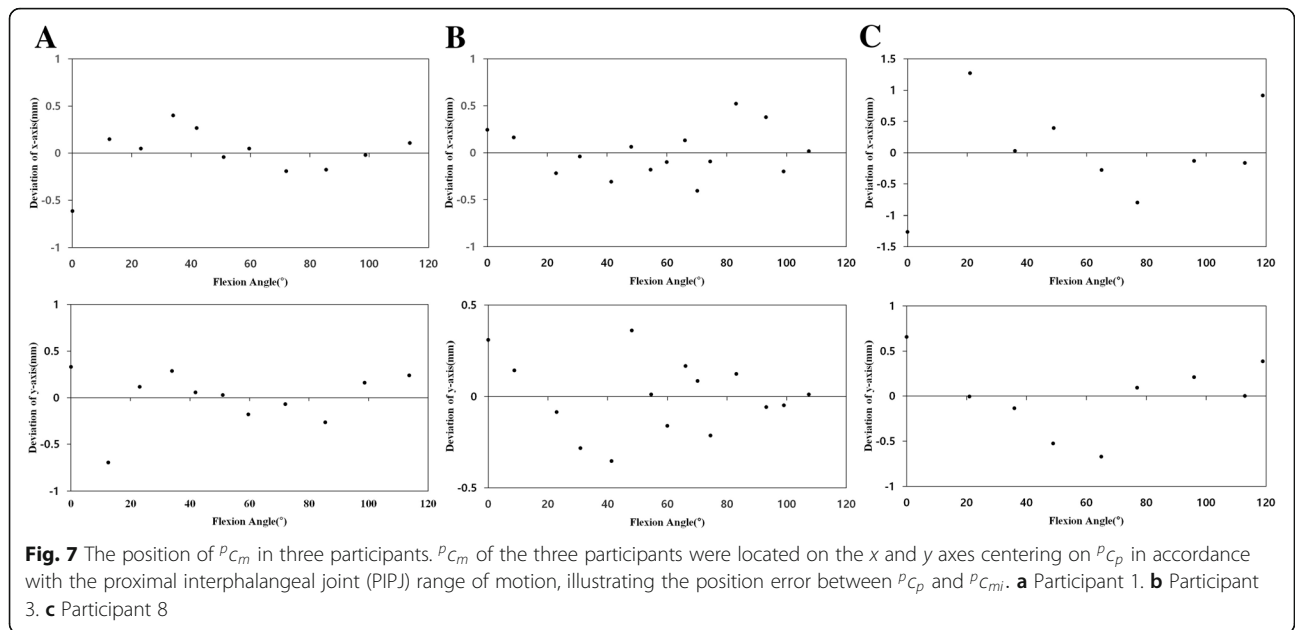 A
B
C
1
0.5
0
-0.5
-1
0 20 40 60 80 100 120
Deviation of x-axis(mm)
Flexion Angle(°)
1
0.5
0
-0.5
-1
0 20 40 60 80 100 120
Deviation of x-axis(mm)
Flexion Angle(°)
1.5
1
0.5
0
-0.5
-1
-1.5
0 20 40 60 80 100 120
Deviation of x-axis(mm)
Flexion Angle(°)
1
0.5
0
-0.5
-1
0 20 40 60 80 100 120
Deviation of y-axis(mm)
Flexion Angle(°)
0.5
0
-0.5
0 20 40 60 80 100 120
Deviation of y-axis(mm)
Flexion Angle(°)
1
0.5
0
-0.5
-1
0 20 40 60 80 100 120
Deviation of y-axis(mm)
Flexion Angle(°)
Fig. 7 The position of ᵖcₘ in three participants. ᵖcₘ of the three participants were located on the x and y axes centering on ᵖcₚ in accordance
with the proximal interphalangeal joint (PIPJ) range of motion, illustrating the position error between ᵖcₚ and ᵖcₘᵢ. a Participant 1. b Participant
3. c Participant 8